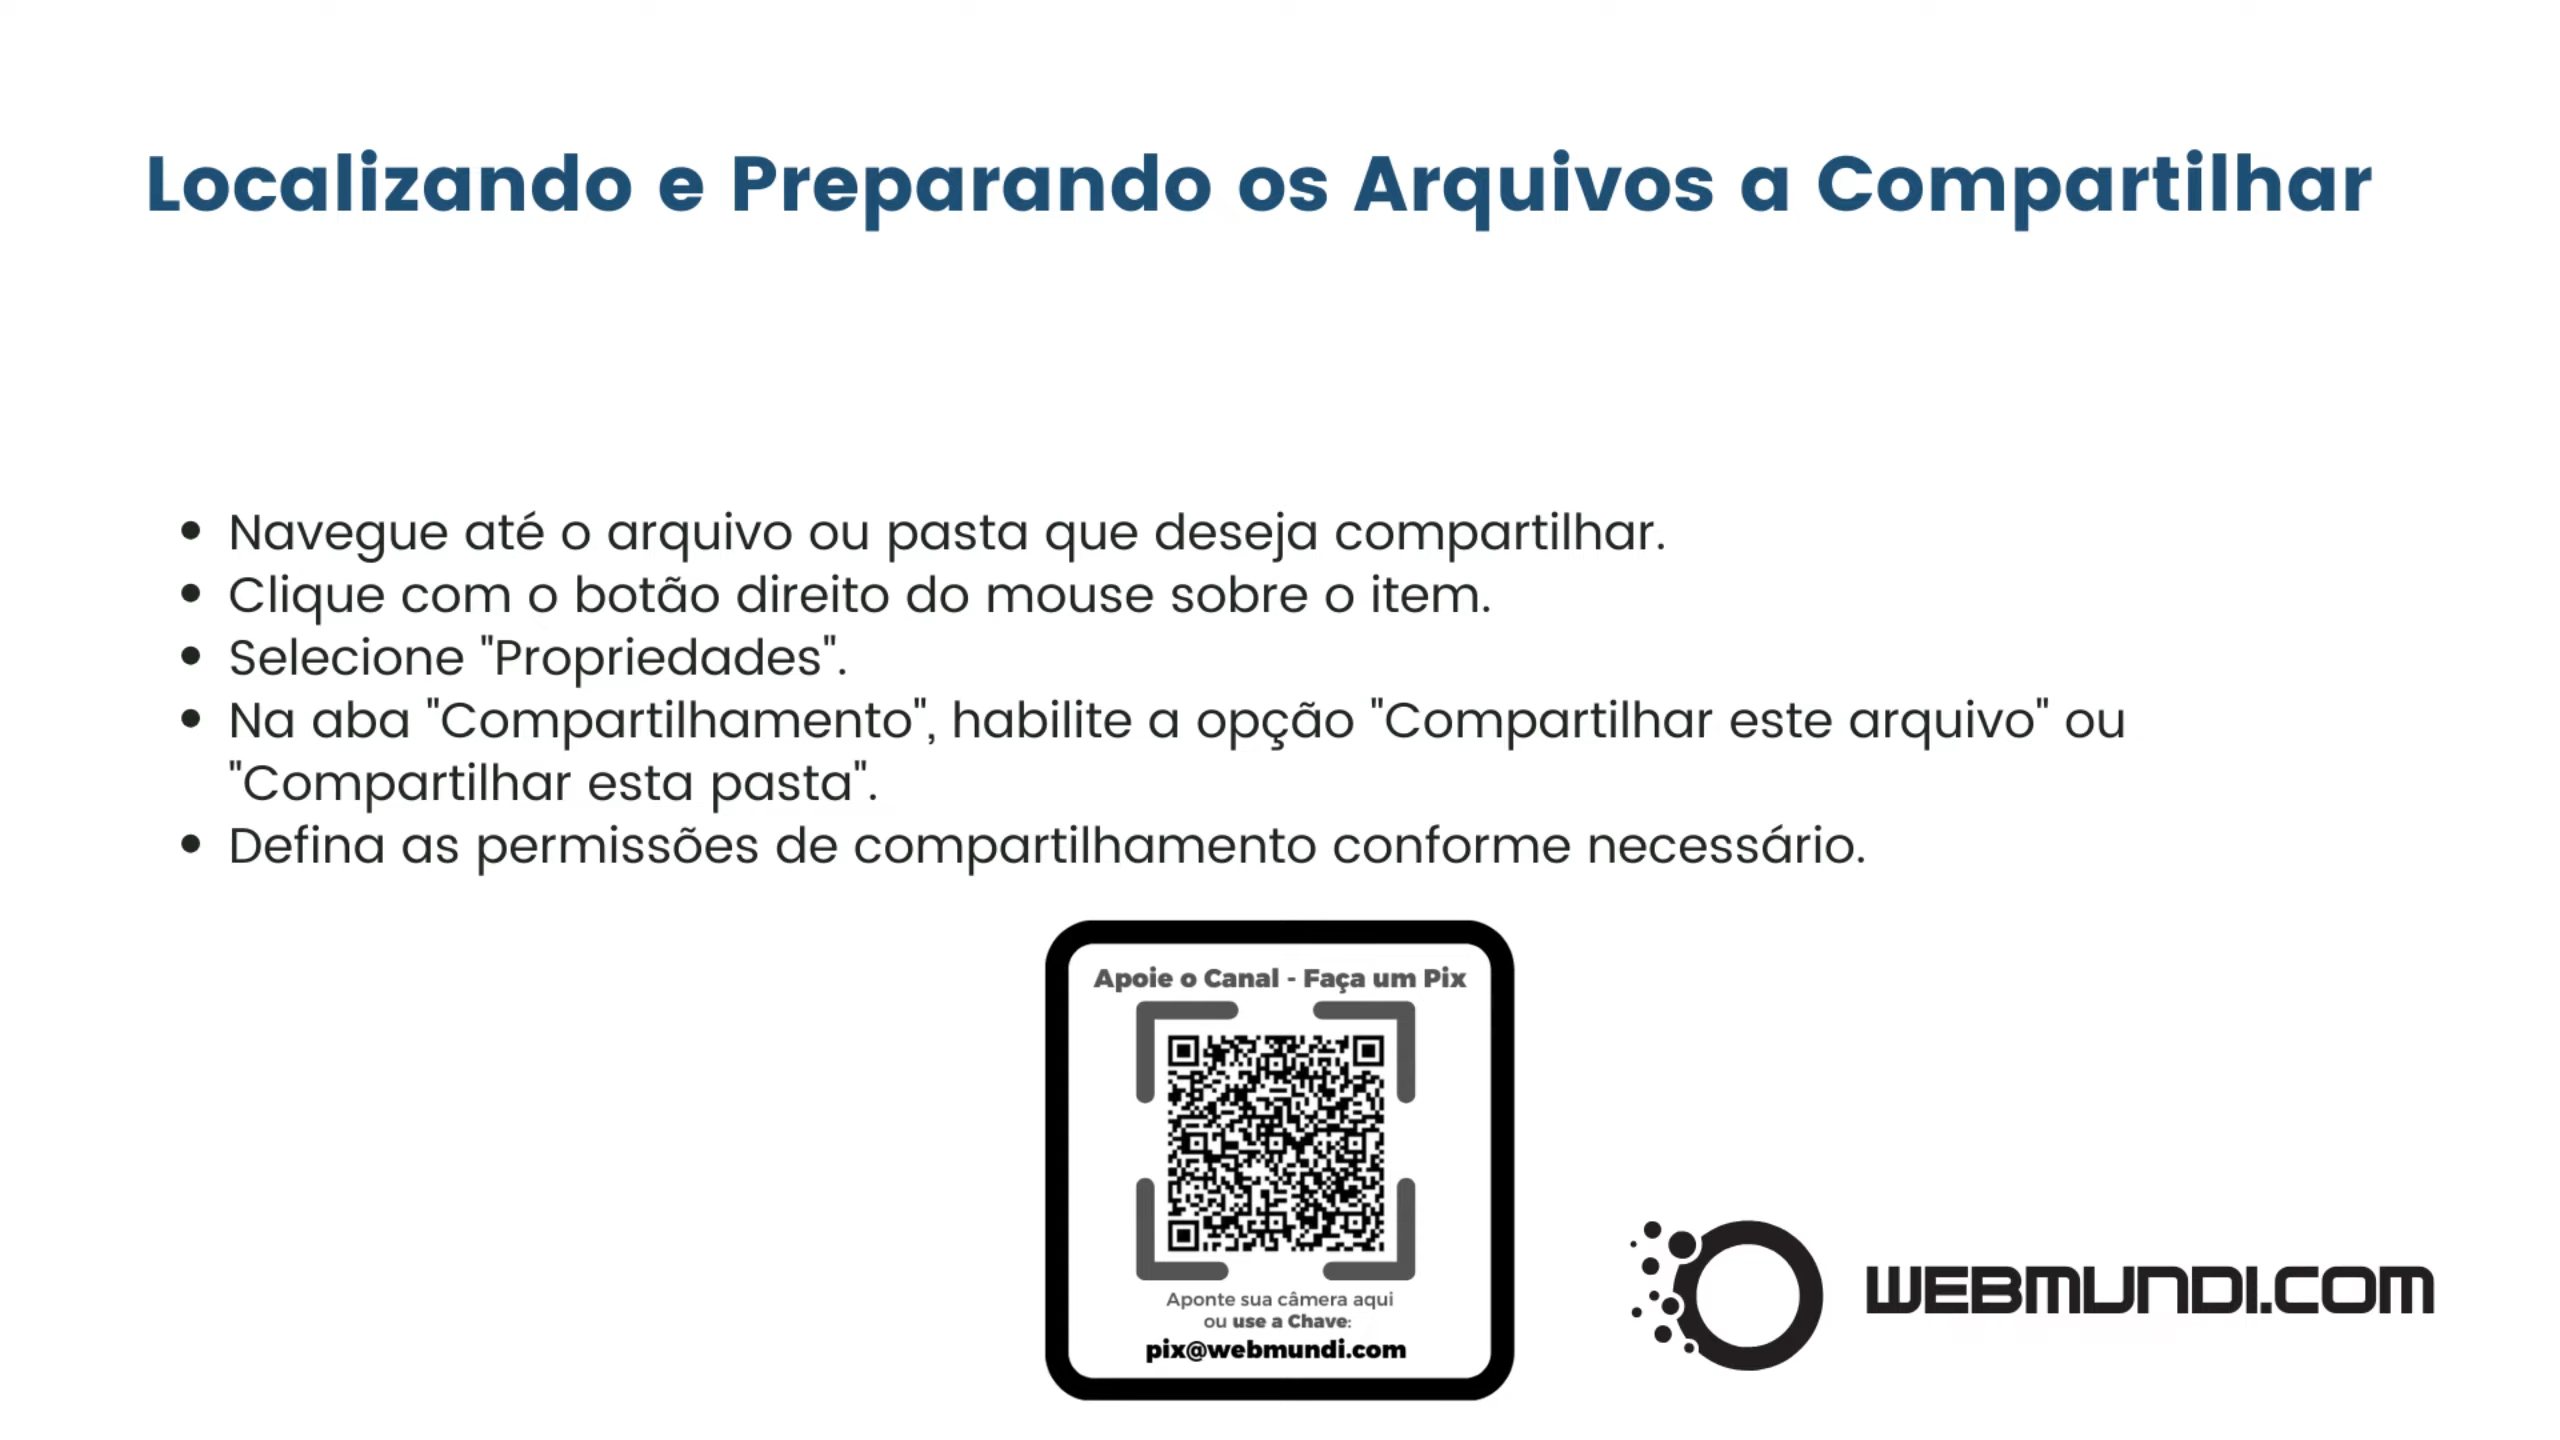 Localizando e Preparando os Arquivos a Compartilhar
• Navegue até o arquivo ou pasta que deseja compartilhar.
• Clique com o botão direito do mouse sobre o item.
• Selecione "Propriedades".
• Na aba "Compartilhamento", habilite a opção "Compartilhar este arquivo" ou
"Compartilhar esta pasta".
• Defina as permissões de compartilhamento conforme necessário.
Apoie o Canal - Faça um Pix
Aponte sua câmera aqui
ou use a Chave:
pix@webmundi.com
WEBMUNDI.COM